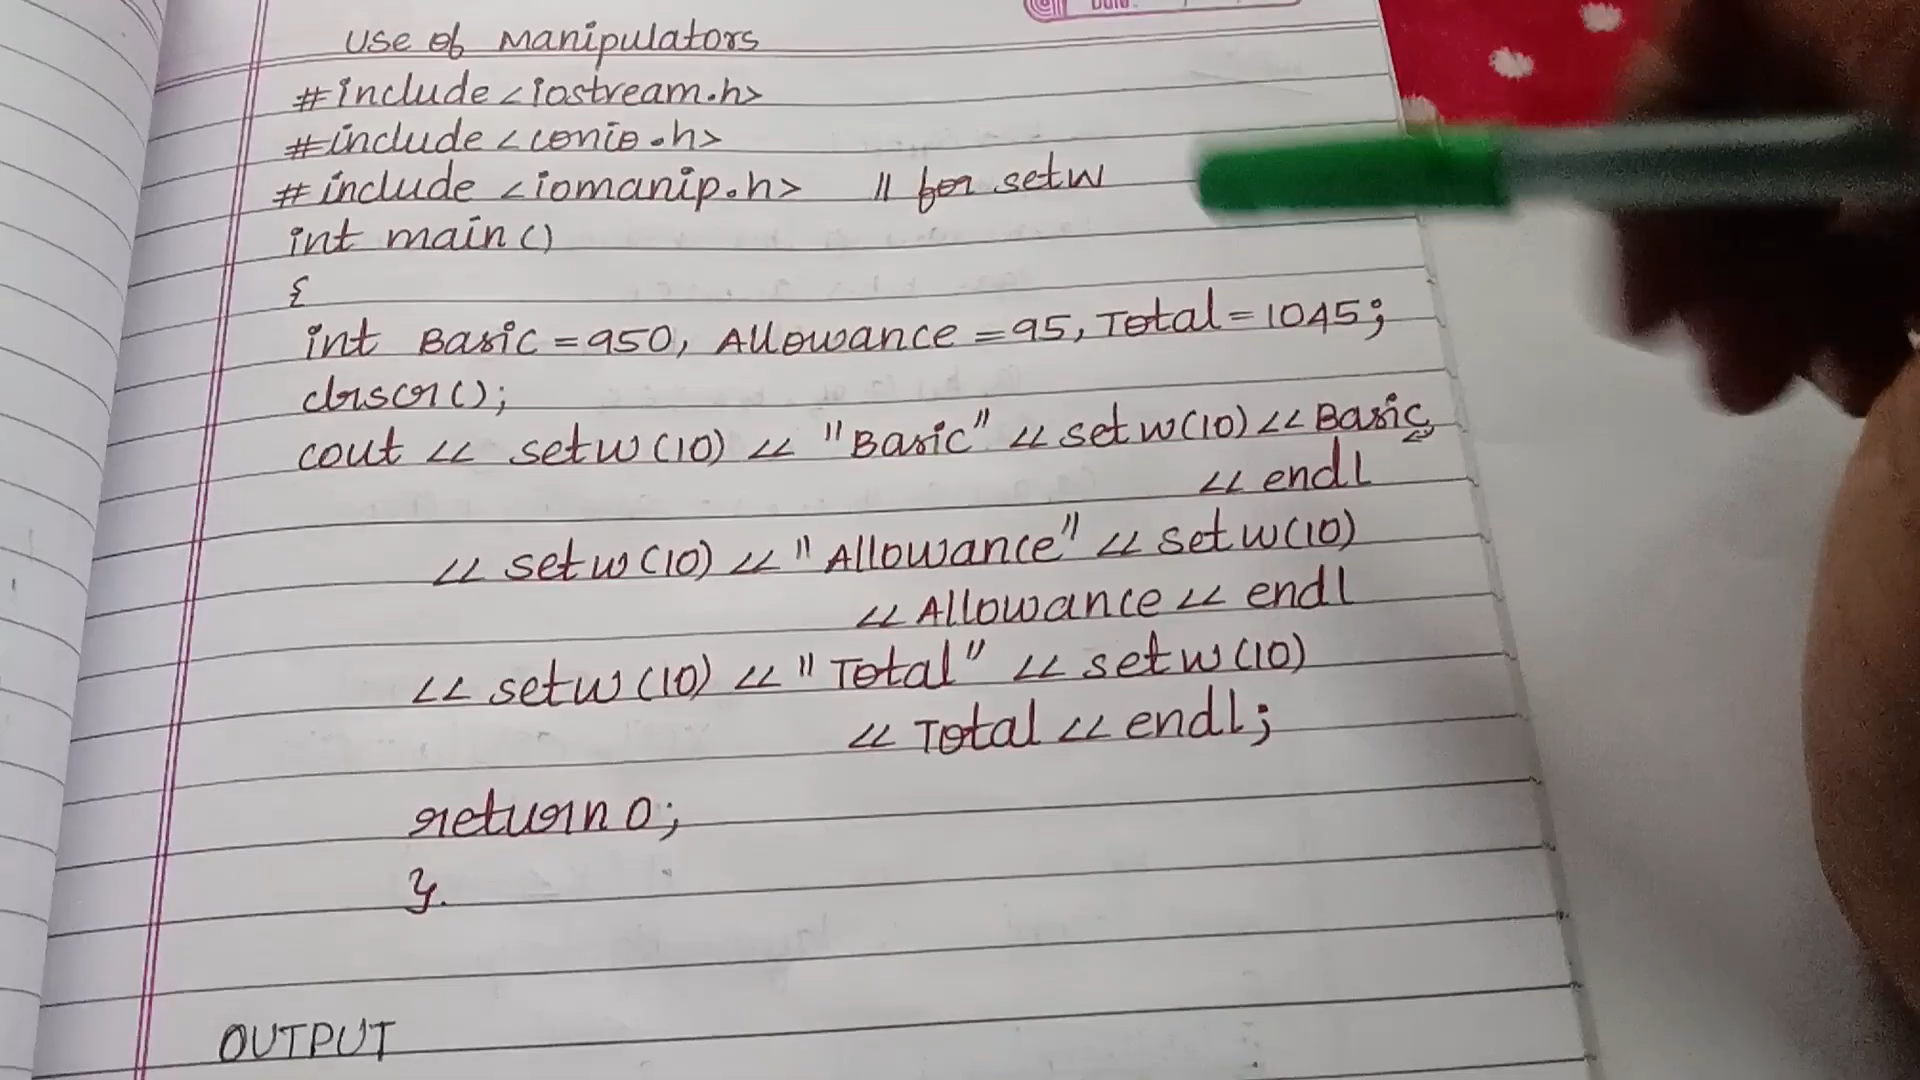 Use of Manipulators
#include <iostream.h>
#include <conio.h>
#include <iomanip.h> // for setw
int main()
{
int Basic = 950, Allowance = 95, Total = 1045;
clrscr();
cout << setw(10) << "Basic" << setw(10) << Basic
<< endl
<< setw(10) << "Allowance" << setw(10)
<< Allowance << endl
<< setw(10) << "Total" << setw(10)
<< Total << endl;
return 0;
}.
OUTPUT